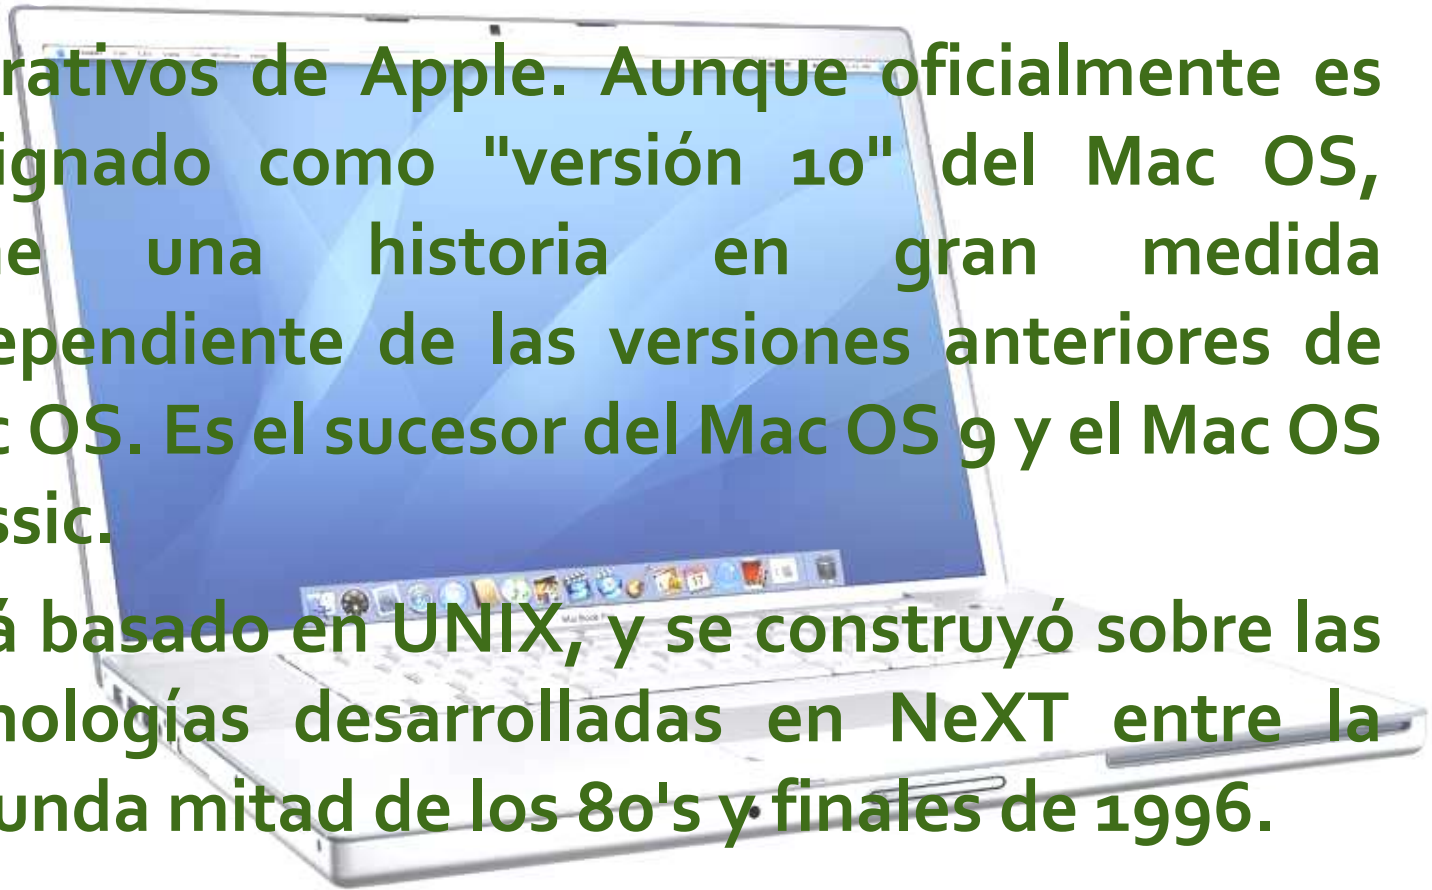 rativos de Apple. Aunque oficialmente es
ignado como "versión 10" del Mac OS,
ne una historia en gran medida
ependiente de las versiones anteriores de
c OS. Es el sucesor del Mac OS 9 y el Mac OS
ssic.
á basado en UNIX, y se construyó sobre las
nologías desarrolladas en NeXT entre la
unda mitad de los 80's y finales de 1996.